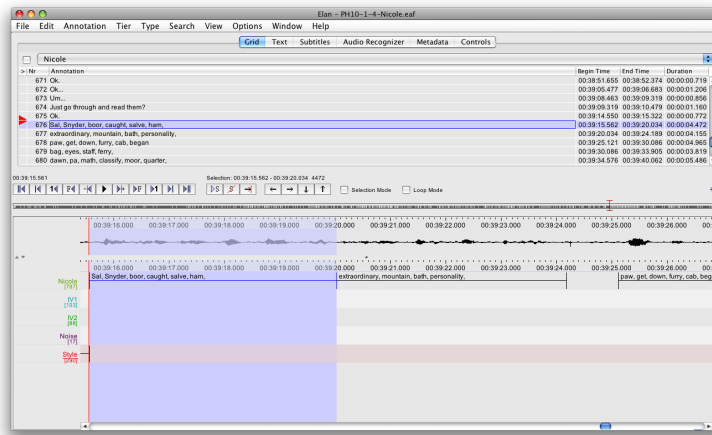 Elan - PH10-1-4-Nicole.eaf
File Edit Annotation Tier Type Search View Options Window Help
Grid Text Subtitles Audio Recognizer Metadata Controls
Nicole
> Nr Annotation Begin Time End Time Duration
671 Ok. 00:38:51.655 00:38:52.374 00:00:00.719
672 Ok... 00:39:05.477 00:39:06.683 00:00:01.206
673 Um... 00:39:08.463 00:39:09.319 00:00:00.856
674 Just go through and read them? 00:39:09.319 00:39:10.479 00:00:01.160
675 Ok. 00:39:14.550 00:39:15.322 00:00:00.772
676 Sal, Snyder, boor, caught, salve, ham, 00:39:15.562 00:39:20.034 00:00:04.472
677 extraordinary, mountain, bath, personality, 00:39:20.034 00:39:24.189 00:00:04.155
678 paw, get, down, furry, cab, began 00:39:25.121 00:39:30.086 00:00:04.965
679 bag, eyes, staff, ferry, 00:39:30.086 00:39:33.905 00:00:03.819
680 dawn, pa, math, classify, moor, quarter, 00:39:34.576 00:39:40.062 00:00:05.486
00:39:15.561 Selection: 00:39:15.562 - 00:39:20.034 4472
Selection Mode Loop Mode
00:39:16.000 00:39:17.000 00:39:18.000 00:39:19.000 00:39:20.000 00:39:21.000 00:39:22.000 00:39:23.000 00:39:24.000 00:39:25.000 00:39:26.000 00:
00:39:16.000 00:39:17.000 00:39:18.000 00:39:19.000 00:39:20.000 00:39:21.000 00:39:22.000 00:39:23.000 00:39:24.000 00:39:25.000 00:39:26.000 00:
Nicole Sal, Snyder, boor, caught, salve, ham, extraordinary, mountain, bath, personality, paw, get, down, furry, cab, beg
[787]
IV1
[103]
IV2
[88]
Noise
[17]
Style
[290]